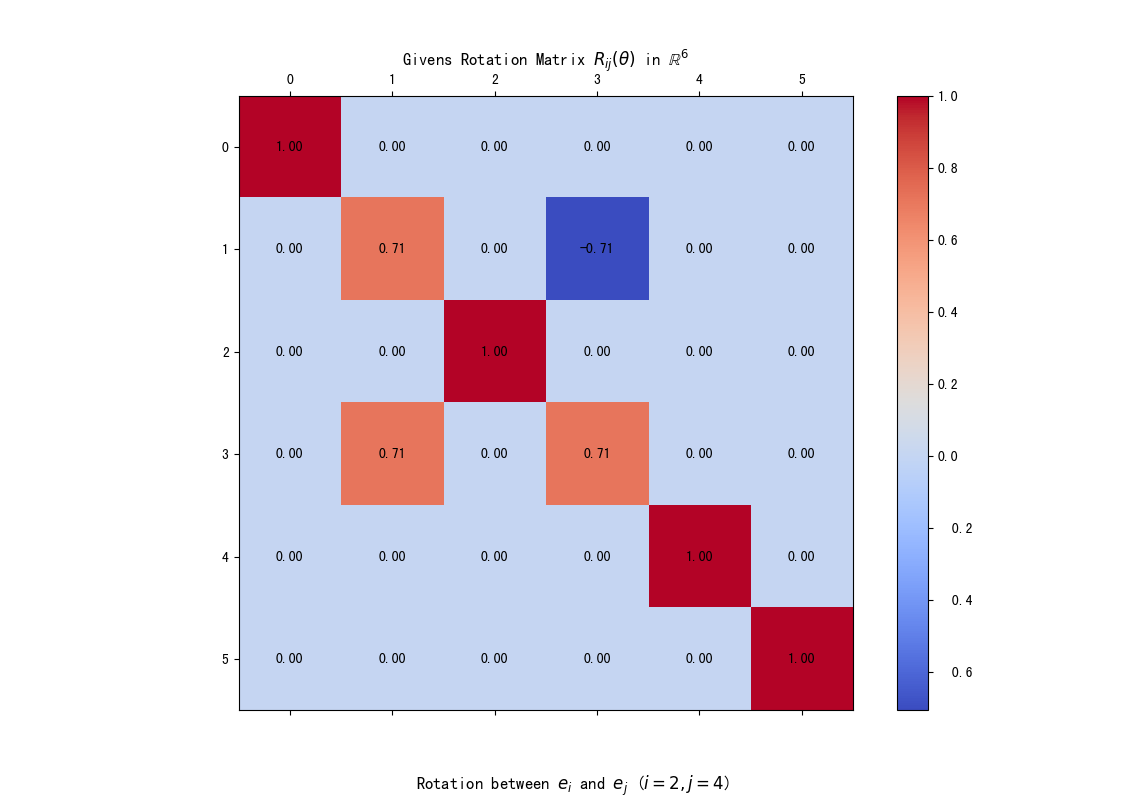 Givens Rotation Matrix $R_{ij}(\theta)$ in $\mathbb{R}^6$
0 1 2 3 4 5
0 1.00 0.00 0.00 0.00 0.00 0.00
1 0.00 0.71 0.00 −0.71 0.00 0.00
2 0.00 0.00 1.00 0.00 0.00 0.00
3 0.00 0.71 0.00 0.71 0.00 0.00
4 0.00 0.00 0.00 0.00 1.00 0.00
5 0.00 0.00 0.00 0.00 0.00 1.00
1.0
0.8
0.6
0.4
0.2
0.0
0.2
0.4
0.6
Rotation between $e_i$ and $e_j$ ($i=2, j=4$)